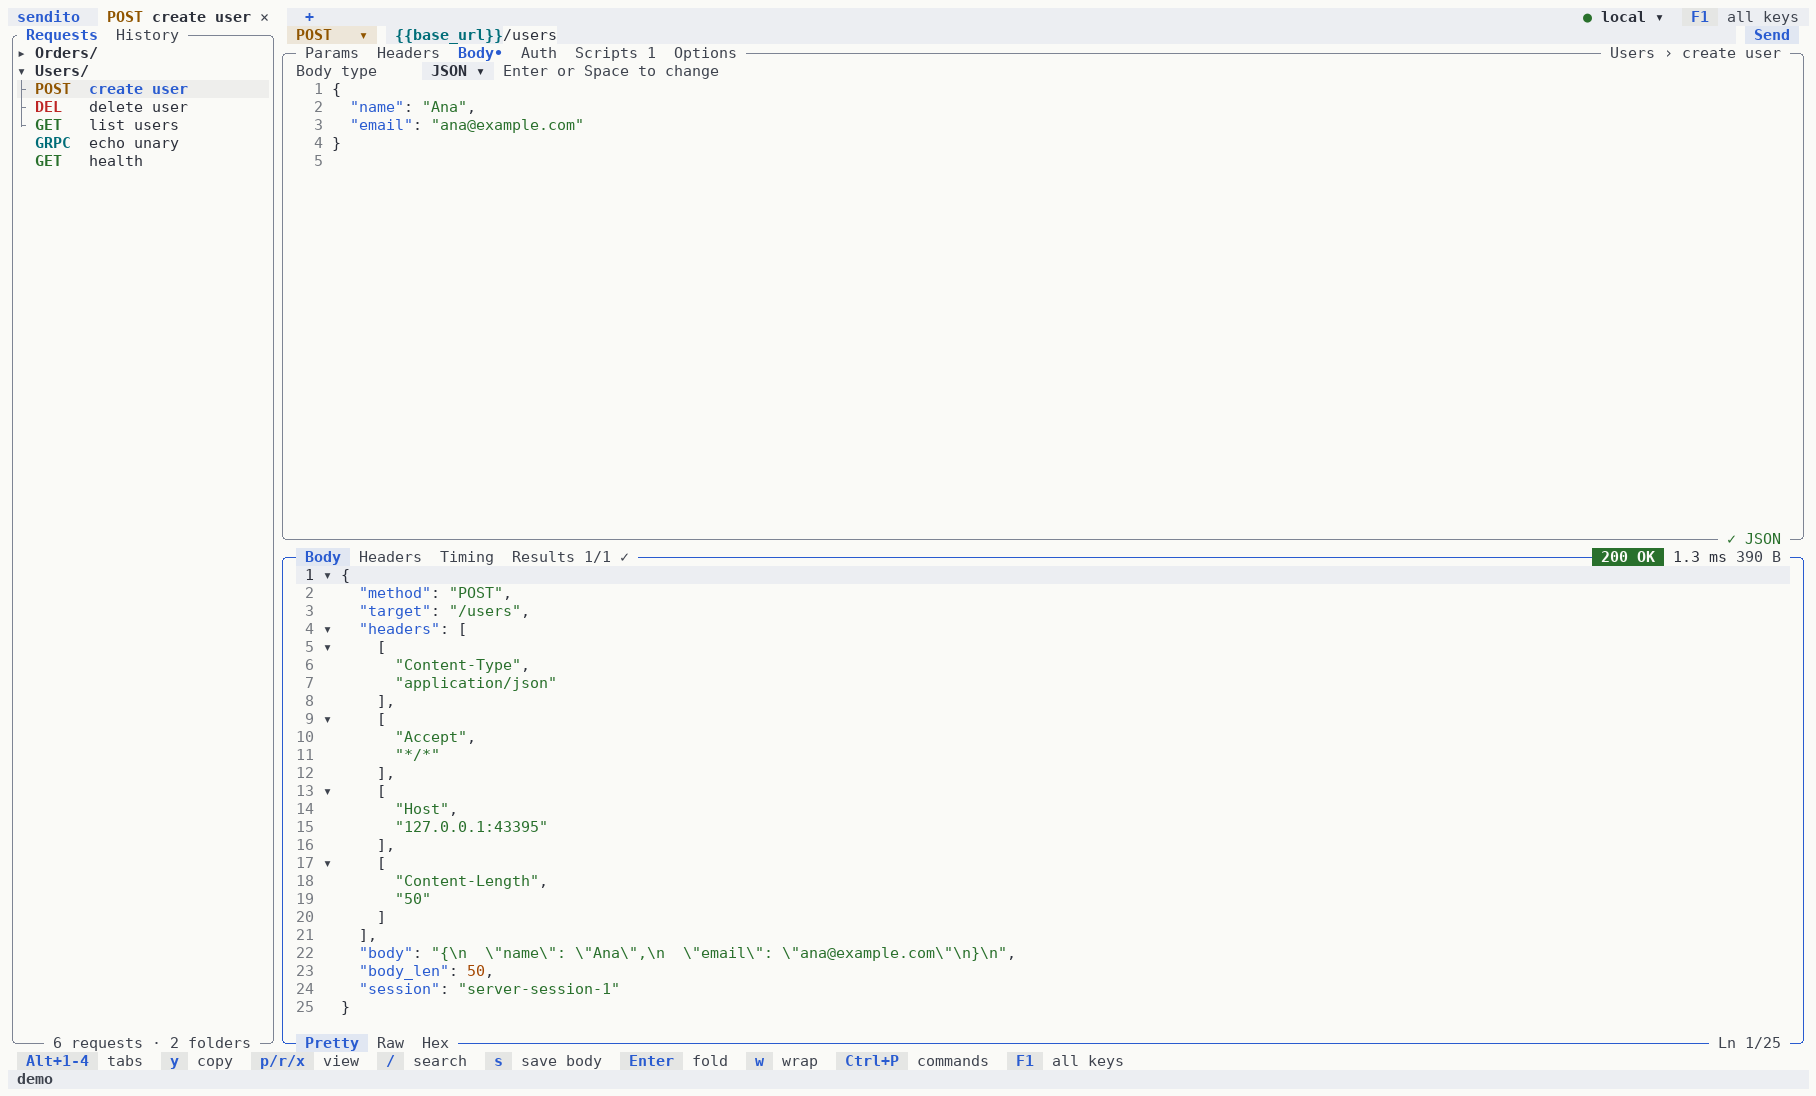 sendito POST create user × + ● local ▾ F1 all keys
Requests History POST ▾ {{base_url}}/users Send
▸ Orders/ Params Headers Body• Auth Scripts 1 Options Users › create user
▾ Users/ Body type JSON ▾ Enter or Space to change
POST create user 1 {
DEL delete user 2 "name": "Ana",
GET list users 3 "email": "ana@example.com"
GRPC echo unary 4 }
GET health 5
✓ JSON
Body Headers Timing Results 1/1 ✓ 200 OK 1.3 ms 390 B
1 ▾ {
2 "method": "POST",
3 "target": "/users",
4 ▾ "headers": [
5 ▾ [
6 "Content-Type",
7 "application/json"
8 ],
9 ▾ [
10 "Accept",
11 "*/*"
12 ],
13 ▾ [
14 "Host",
15 "127.0.0.1:43395"
16 ],
17 ▾ [
18 "Content-Length",
19 "50"
20 ]
21 ],
22 "body": "{\n  \"name\": \"Ana\",\n  \"email\": \"ana@example.com\"\n}\n",
23 "body_len": 50,
24 "session": "server-session-1"
25 }
6 requests · 2 folders Pretty Raw Hex Ln 1/25
Alt+1-4 tabs y copy p/r/x view / search s save body Enter fold w wrap Ctrl+P commands F1 all keys
demo